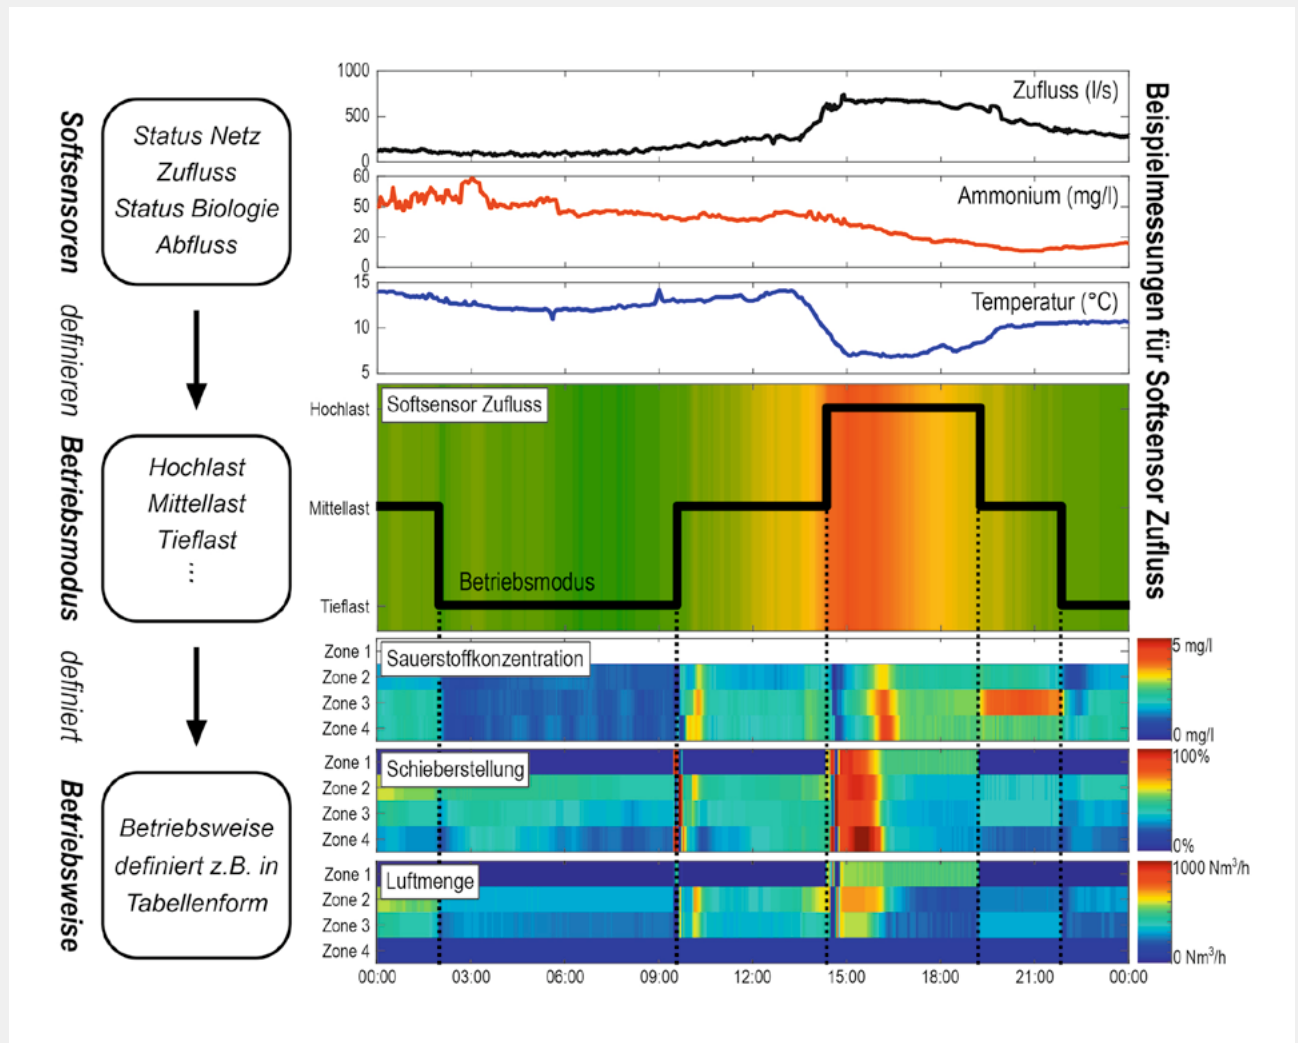 Softsensoren
definieren
Betriebsmodus
definiert
Betriebsweise
Status Netz
Zufluss
Status Biologie
Abfluss
Hochlast
Mittellast
Tieflast
...
Betriebsweise
definiert z.B. in
Tabellenform
1000
500
0
Zufluss (l/s)
60
50
20
0
Ammonium (mg/l)
15
10
5
Temperatur (°C)
Hochlast
Mittellast
Tieflast
Softsensor Zufluss
Betriebsmodus
Zone 1
Zone 2
Zone 3
Zone 4
Sauerstoffkonzentration
5 mg/l
0 mg/l
Zone 1
Zone 2
Zone 3
Zone 4
Schieberstellung
100%
0%
Zone 1
Zone 2
Zone 3
Zone 4
Luftmenge
1000 Nm³/h
0 Nm³/h
00:00 03:00 06:00 09:00 12:00 15:00 18:00 21:00 00:00
Beispielmessungen für Softsensor Zufluss